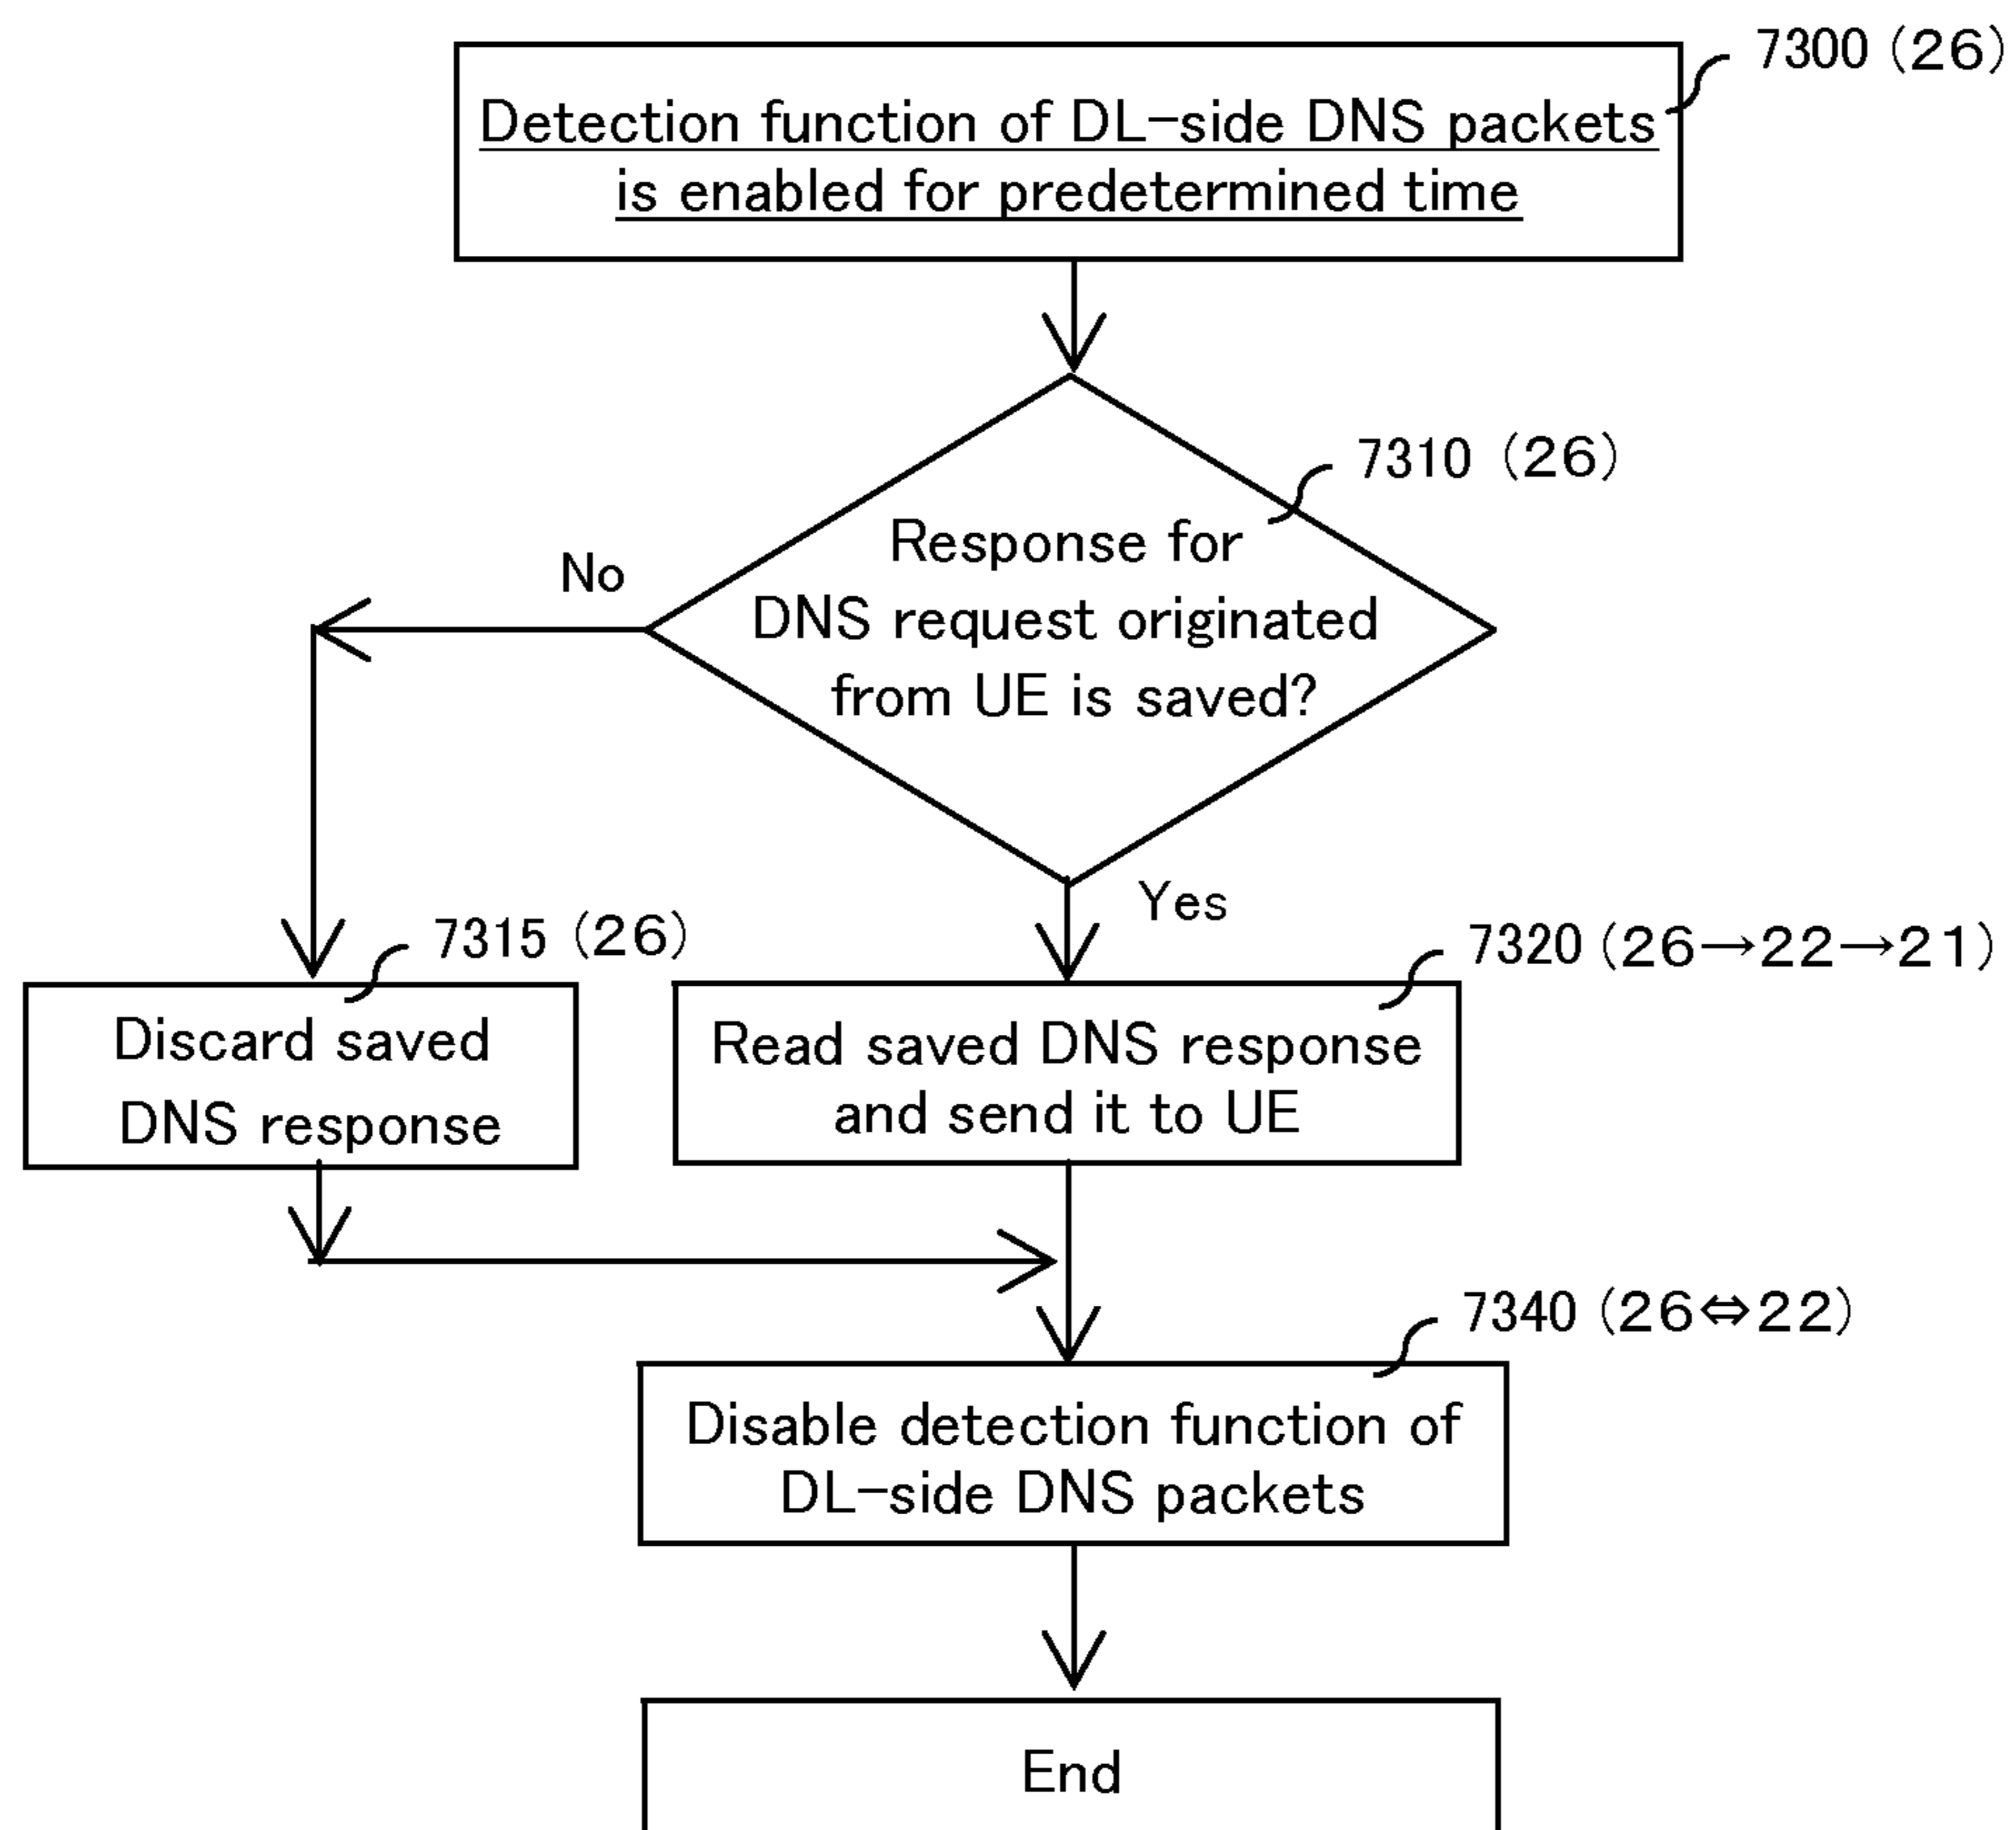 7300 (26)
Detection function of DL-side DNS packets
is enabled for predetermined time
7310 (26)
Response for
DNS request originated
from UE is saved?
No
Yes
7315 (26)
Discard saved
DNS response
7320 (26→22→21)
Read saved DNS response
and send it to UE
7340 (26⇔22)
Disable detection function of
DL-side DNS packets
End